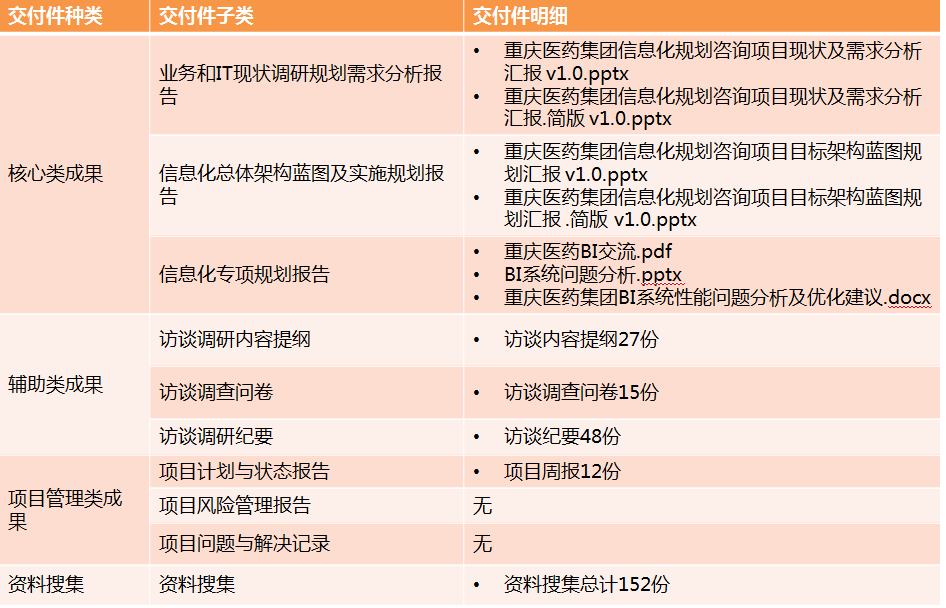 交付件种类 交付件子类 交付件明细
核心类成果
业务和IT现状调研规划需求分析报
告
• 重庆医药集团信息化规划咨询项目现状及需求分析
汇报 v1.0.pptx
• 重庆医药集团信息化规划咨询项目现状及需求分析
汇报.简版 v1.0.pptx
信息化总体架构蓝图及实施规划报
告
• 重庆医药集团信息化规划咨询项目目标架构蓝图规
划汇报 v1.0.pptx
• 重庆医药集团信息化规划咨询项目目标架构蓝图规
划汇报 .简版 v1.0.pptx
信息化专项规划报告
• 重庆医药BI交流.pdf
• BI系统问题分析.pptx
• 重庆医药集团BI系统性能问题分析及优化建议.docx
辅助类成果
访谈调研内容提纲
• 访谈内容提纲27份
访谈调查问卷
• 访谈调查问卷15份
访谈调研纪要
• 访谈纪要48份
项目管理类成
果
项目计划与状态报告
• 项目周报12份
项目风险管理报告
无
项目问题与解决记录
无
资料搜集
资料搜集
• 资料搜集总计152份